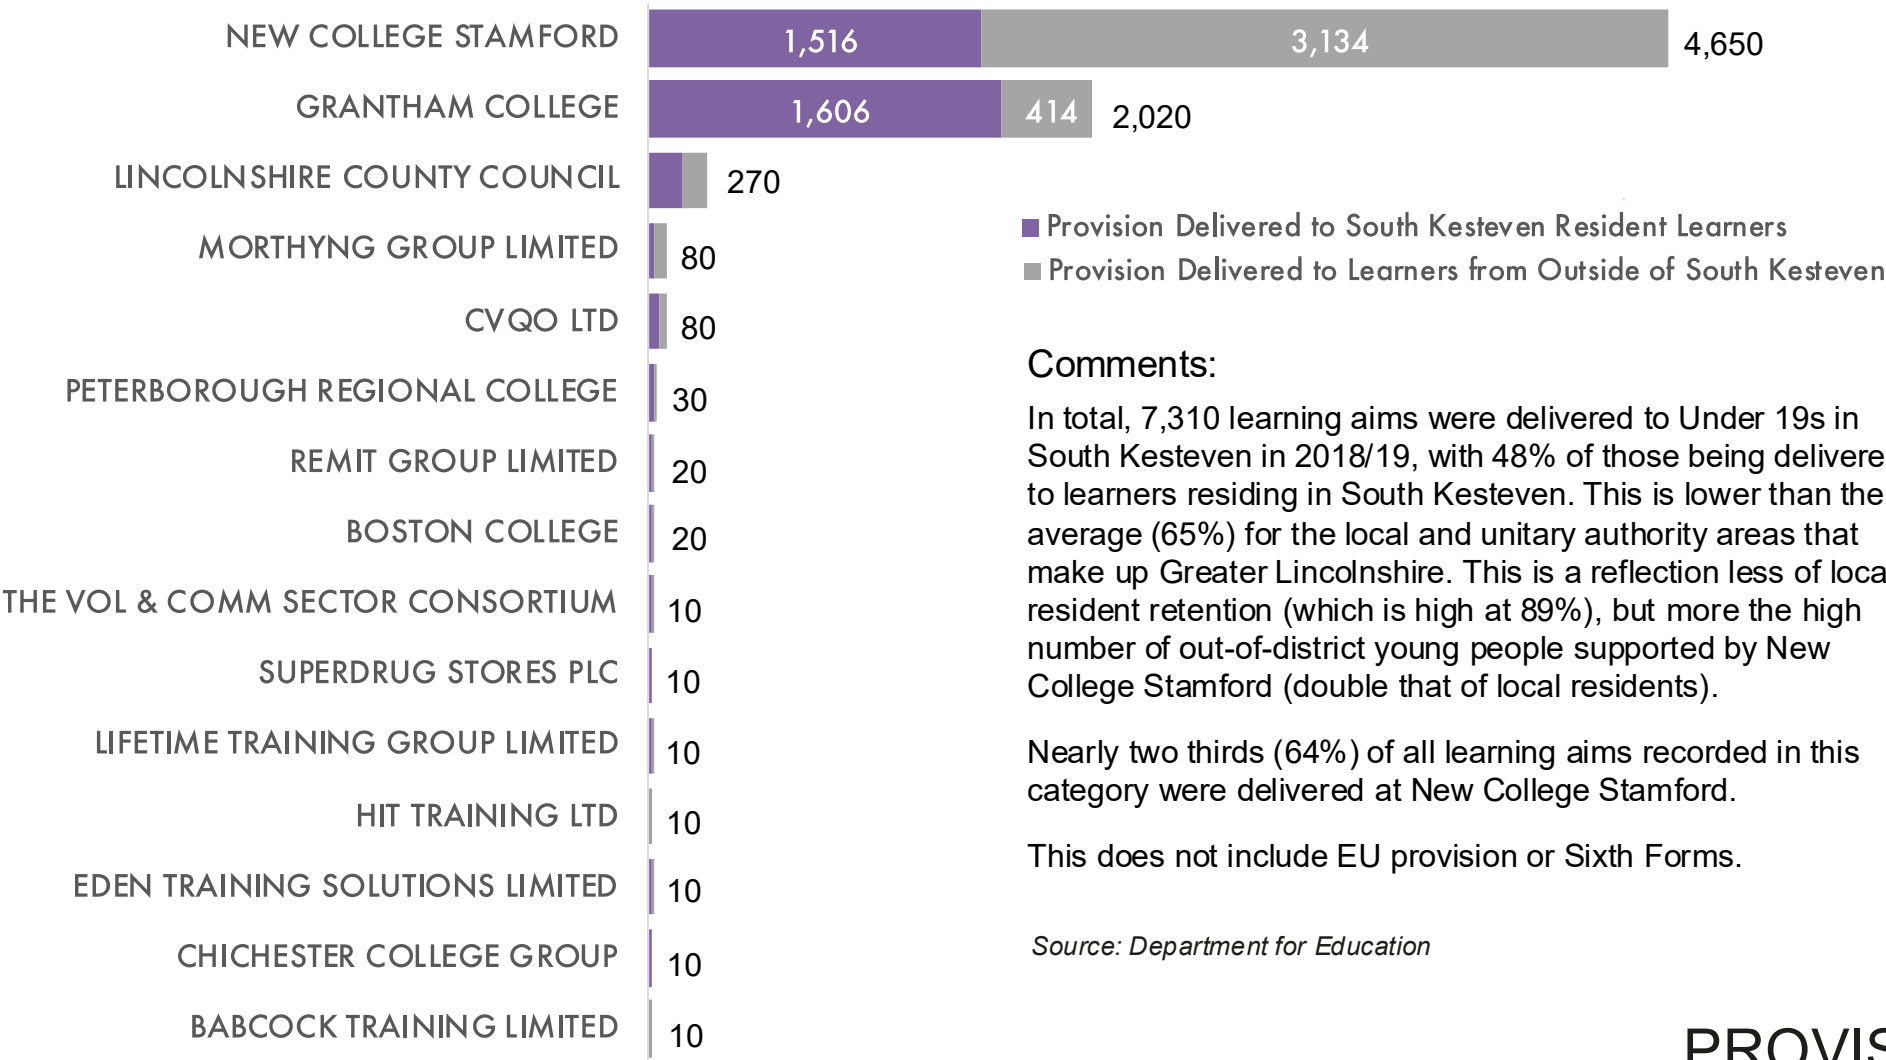 NEW COLLEGE STAMFORD 1,516 3,134 4,650
GRANTHAM COLLEGE 1,606 414 2,020
LINCOLNSHIRE COUNTY COUNCIL 270
MORTHYNG GROUP LIMITED 80
CVQO LTD 80
PETERBOROUGH REGIONAL COLLEGE 30
REMIT GROUP LIMITED 20
BOSTON COLLEGE 20
THE VOL & COMM SECTOR CONSORTIUM 10
SUPERDRUG STORES PLC 10
LIFETIME TRAINING GROUP LIMITED 10
HIT TRAINING LTD 10
EDEN TRAINING SOLUTIONS LIMITED 10
CHICHESTER COLLEGE GROUP 10
BABCOCK TRAINING LIMITED 10
Provision Delivered to South Kesteven Resident Learners
Provision Delivered to Learners from Outside of South Kesteven
Comments:
In total, 7,310 learning aims were delivered to Under 19s in
South Kesteven in 2018/19, with 48% of those being delivere
to learners residing in South Kesteven. This is lower than the
average (65%) for the local and unitary authority areas that
make up Greater Lincolnshire. This is a reflection less of loca
resident retention (which is high at 89%), but more the high
number of out-of-district young people supported by New
College Stamford (double that of local residents).
Nearly two thirds (64%) of all learning aims recorded in this
category were delivered at New College Stamford.
This does not include EU provision or Sixth Forms.
Source: Department for Education
PROVIS